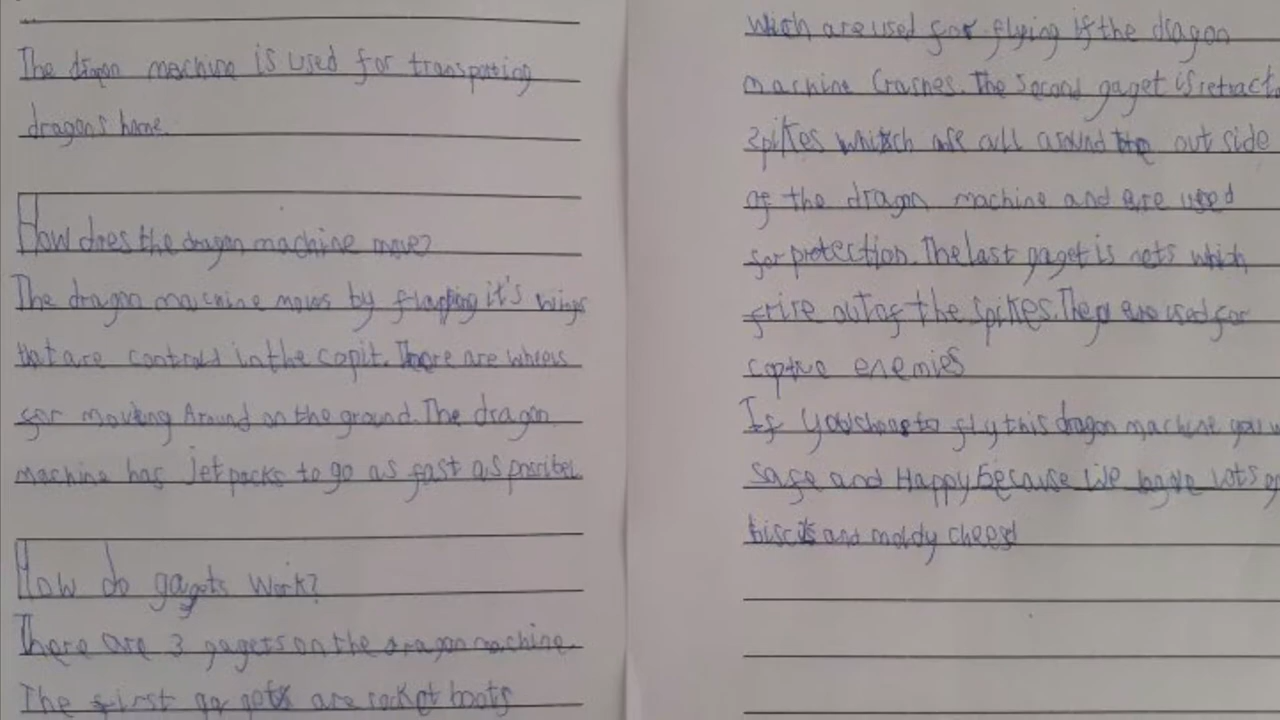 The dragon machine is used for transporting
dragons home.
How does the dragon machine move?
The dragon machine moves by flapping it's wings
that are controld in the copit. There are wheels
for moving Around on the ground. The dragon
machine has Jet packs to go as fast as possibel
How do gagets work?
There are 3 gagets on the dragon machine.
The first gagets are rocket boots
which are used for flying if the dragon
machine Crashes. The Second gaget is retract
Spikes which are all around the out side
of the dragon machine and are used
for protection. The last gaget is nets which
frire out of the Spikes. They are used for
captive enemies
If you to fly this dragon machine you
safe and Happy because We have lots of
biscits and moldy cheese